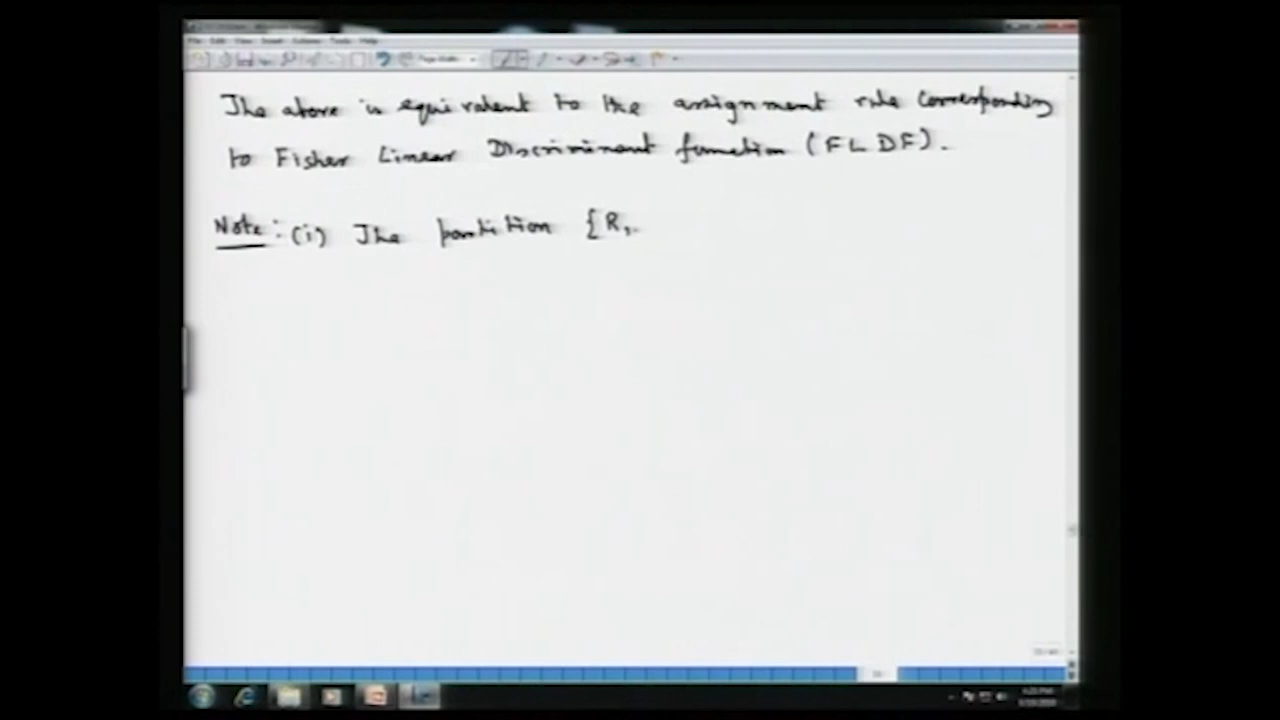 The above is equivalent to the assignment rule corresponding
to Fisher Linear Discriminant function (FLDF).
Note: (i) The partition {R,